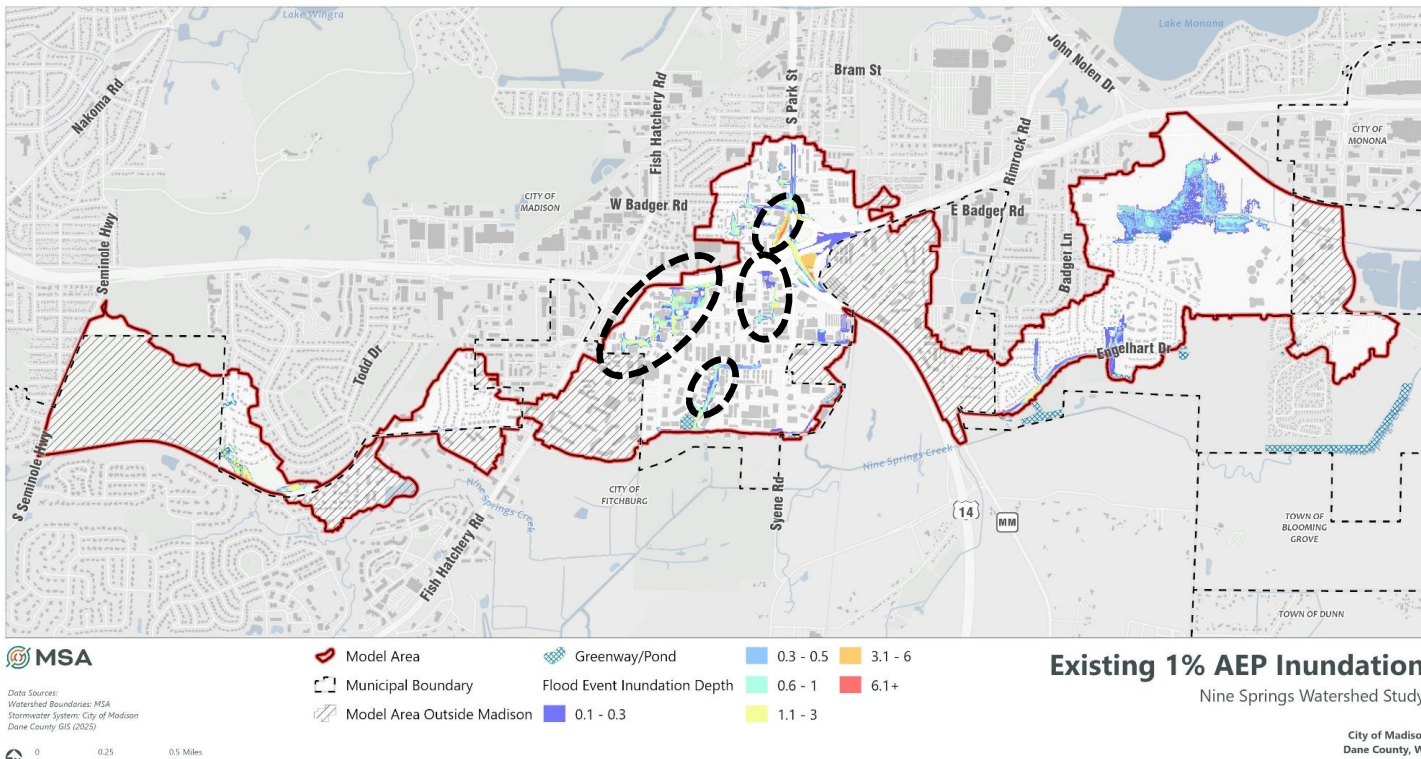 Lake Wingra
Lake Monona
Nakoma Rd
Fish Hatchery Rd
S Park St
Bram St
John Nolen Dr
CITY OF
MONONA
Rimrock Rd
CITY OF
MADISON
W Badger Rd
E Badger Rd
Seminole Hwy
Badger Ln
Todd Dr
Engelhart Dr
S Seminole Hwy
Nine Springs Creek
Nine Springs Creek
CITY OF
FITCHBURG
Syene Rd
Fish Hatchery Rd
14
MM
TOWN OF
BLOOMING
GROVE
TOWN OF DUNN
MSA
Data Sources:
Watershed Boundaries: MSA
Stormwater System: City of Madison
Dane County GIS (2025)
0 0.25 0.5 Miles
Model Area
Municipal Boundary
Model Area Outside Madison
Greenway/Pond
Flood Event Inundation Depth
0.1 - 0.3
0.3 - 0.5
0.6 - 1
1.1 - 3
3.1 - 6
6.1+
Existing 1% AEP Inundation
Nine Springs Watershed Study
City of Madiso
Dane County, W